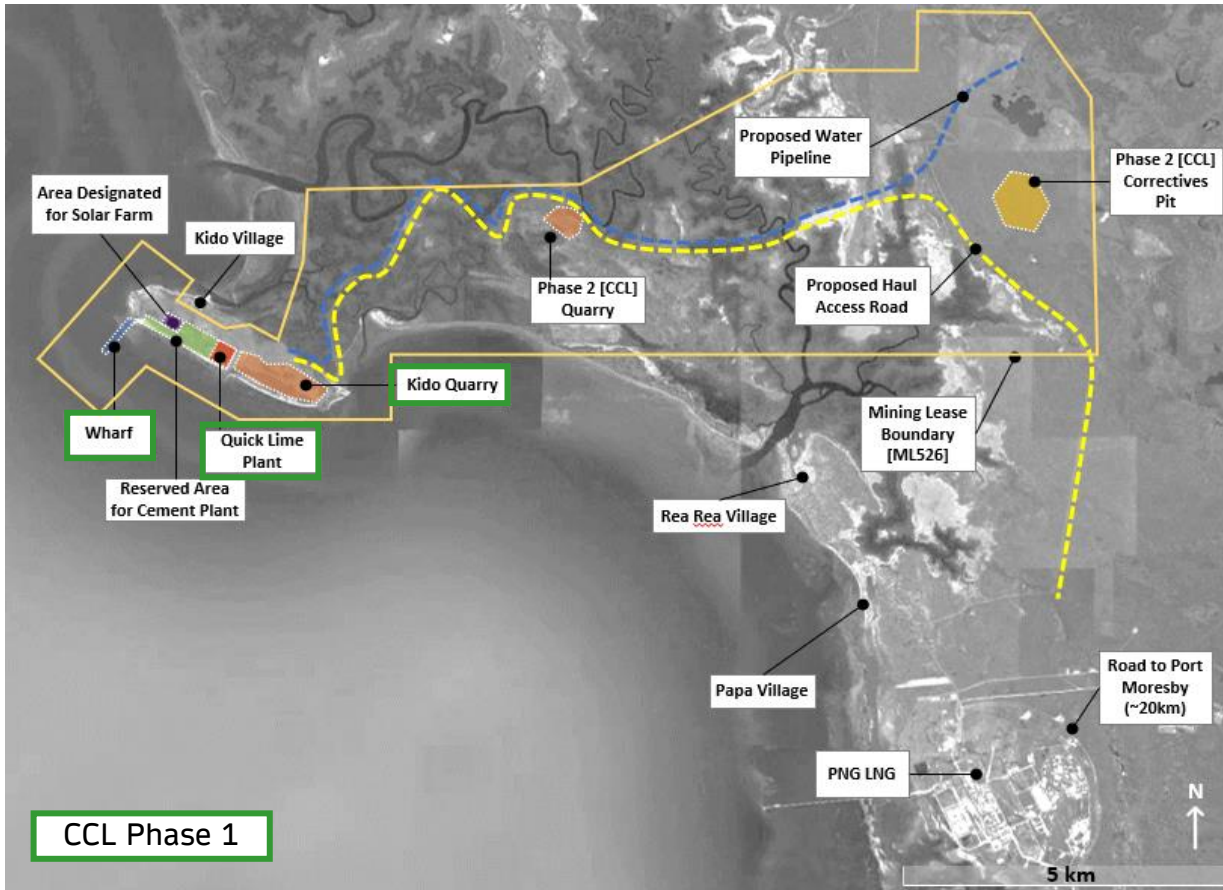 Proposed Water
Pipeline
Phase 2 [CCL]
Correctives
Pit
Area Designated
for Solar Farm
Kido Village
Phase 2 [CCL]
Quarry
Proposed Haul
Access Road
Kido Quarry
Wharf
Quick Lime
Plant
Mining Lease
Boundary
[ML526]
Reserved Area
for Cement Plant
Rea Rea Village
Papa Village
Road to Port
Moresby
(~20km)
PNG LNG
N
CCL Phase 1
5 km